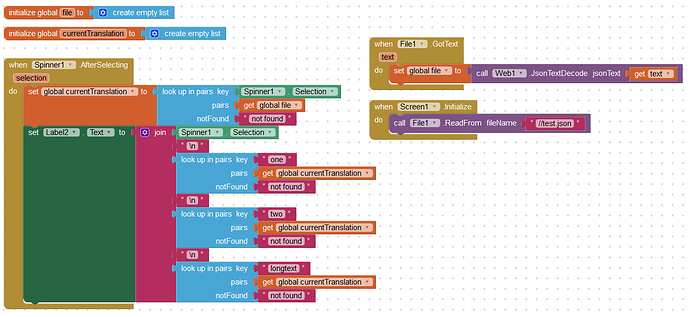 initialize global file to create empty list
initialize global currentTranslation to create empty list
when Spinner1 .AfterSelecting
selection
do set global currentTranslation to look up in pairs key Spinner1 . Selection
pairs get global file
notFound " not found "
set Label2 . Text to join Spinner1 . Selection
" \n "
look up in pairs key " one "
pairs get global currentTranslation
notFound " not found "
" \n "
look up in pairs key " two "
pairs get global currentTranslation
notFound " not found "
" \n "
look up in pairs key " longtext "
pairs get global currentTranslation
notFound " not found "
when File1 .GotText
text
do set global file to call Web1 .JsonTextDecode jsonText get text
when Screen1 .Initialize
do call File1 .ReadFrom fileName " //test.json "